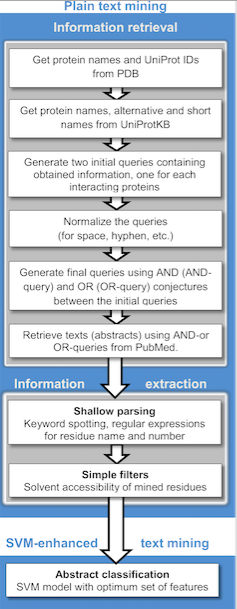 Plain text mining
Information retrieval
Get protein names and UniProt IDs
from PDB
Get protein names, alternative and short
names from UniProtKB
Generate two initial queries containing
obtained information, one for each
interacting proteins
Normalize the queries
(for space, hyphen, etc.)
Generate final queries using AND (AND-
query) and OR (OR-query) conjectures
between the initial queries
Retrieve texts (abstracts) using AND-or
OR-queries from PubMed.
Information extraction
Shallow parsing
Keyword spotting, regular expressions
for residue name and number
Simple filters
Solvent accessibility of mined residues
SVM-enhanced text mining
Abstract classification
SVM model with optimum set of features